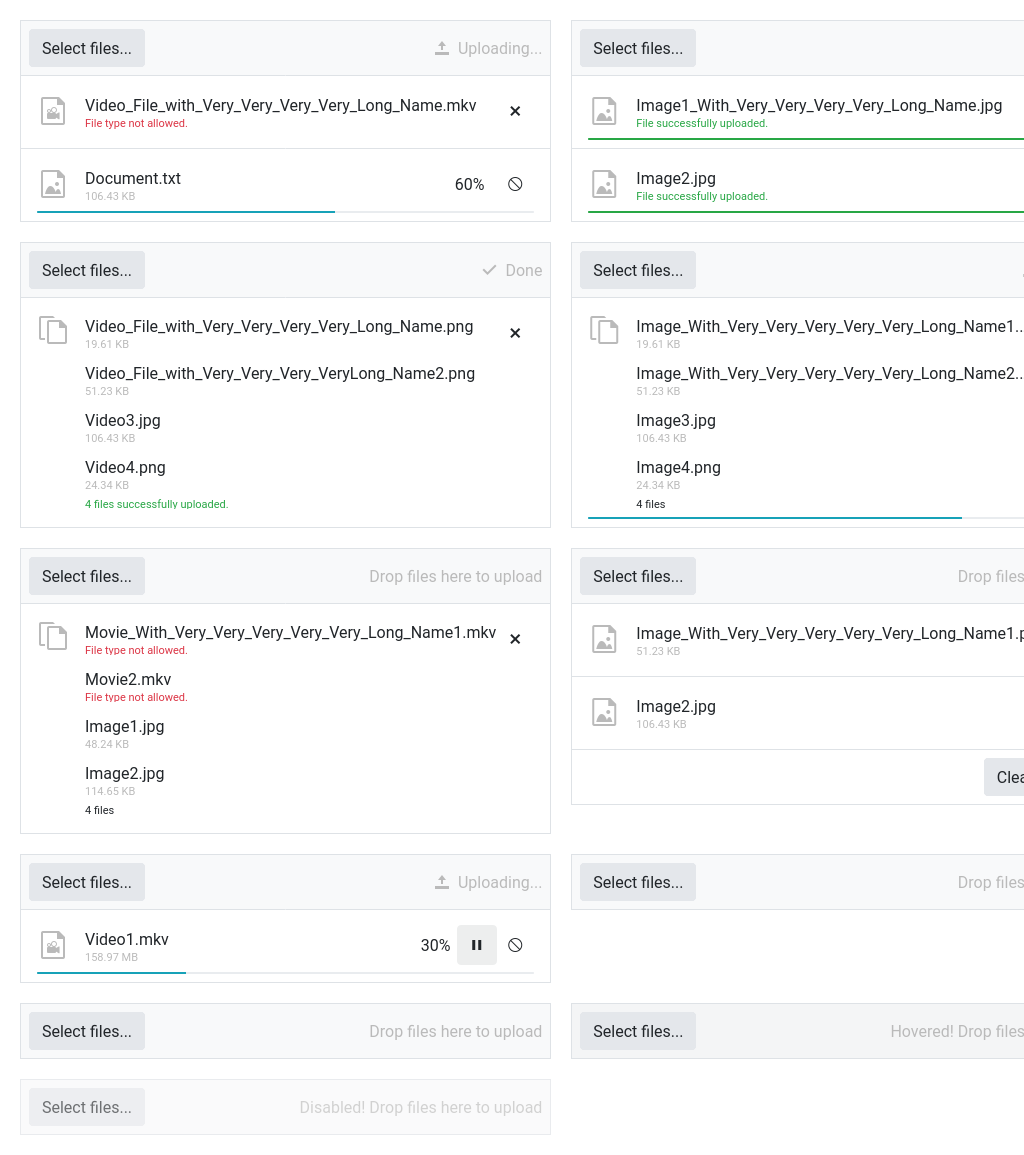 Select files...
Uploading...
Video_File_with_Very_Very_Very_Very_Long_Name.mkv
File type not allowed.
Document.txt
106.43 KB
60%
Select files...
Image1_With_Very_Very_Very_Very_Long_Name.jpg
File successfully uploaded.
Image2.jpg
File successfully uploaded.
Select files...
Done
Video_File_with_Very_Very_Very_Very_Long_Name.png
19.61 KB
Video_File_with_Very_Very_Very_VeryLong_Name2.png
51.23 KB
Video3.jpg
106.43 KB
Video4.png
24.34 KB
4 files successfully uploaded.
Select files...
Image_With_Very_Very_Very_Very_Very_Long_Name1...
19.61 KB
Image_With_Very_Very_Very_Very_Very_Long_Name2...
51.23 KB
Image3.jpg
106.43 KB
Image4.png
24.34 KB
4 files
Select files...
Drop files here to upload
Movie_With_Very_Very_Very_Very_Very_Long_Name1.mkv
File type not allowed.
Movie2.mkv
File type not allowed.
Image1.jpg
48.24 KB
Image2.jpg
114.65 KB
4 files
Select files...
Drop files
Image_With_Very_Very_Very_Very_Very_Long_Name1.p
51.23 KB
Image2.jpg
106.43 KB
Clea
Select files...
Uploading...
Video1.mkv
158.97 MB
30%
Select files...
Drop files
Select files...
Drop files here to upload
Select files...
Hovered! Drop files
Select files...
Disabled! Drop files here to upload